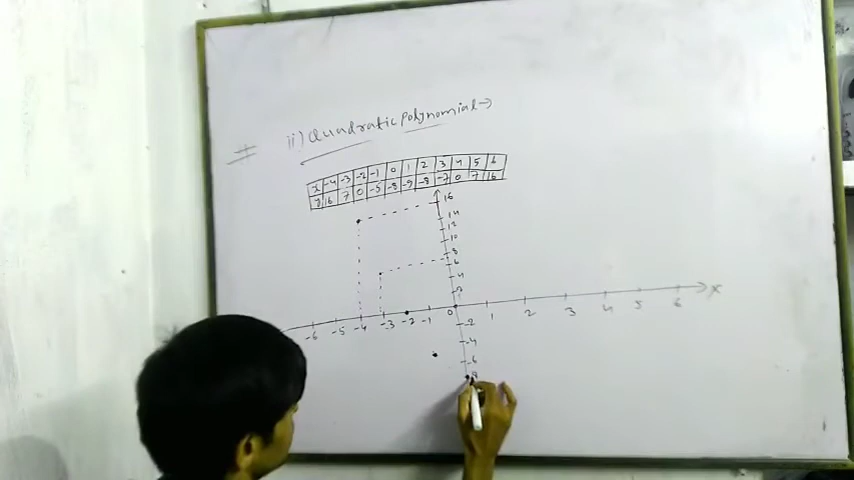 # ii) Quadratic Polynomial →
x -4 -3 -2 -1 0 1 2 3 4 5 6
y 16 7 0 -5 -8 -9 -8 -7 0 7 16
16
14
12
10
8
6
4
2
-6 -5 -4 -3 -2 -1 0 1 2 3 4 5 6 X
-2
-4
-6